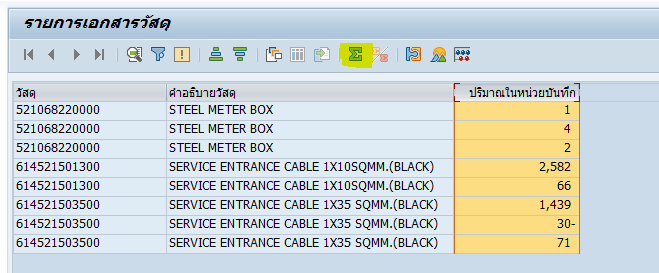 รายการเอกสารวัสดุ
วัสดุ คำอธิบายวัสดุ ปริมาณในหน่วยบันทึก
521068220000 STEEL METER BOX 1
521068220000 STEEL METER BOX 4
521068220000 STEEL METER BOX 2
614521501300 SERVICE ENTRANCE CABLE 1X10SQMM.(BLACK) 2,582
614521501300 SERVICE ENTRANCE CABLE 1X10SQMM.(BLACK) 66
614521503500 SERVICE ENTRANCE CABLE 1X35 SQMM.(BLACK) 1,439
614521503500 SERVICE ENTRANCE CABLE 1X35 SQMM.(BLACK) 30-
614521503500 SERVICE ENTRANCE CABLE 1X35 SQMM.(BLACK) 71